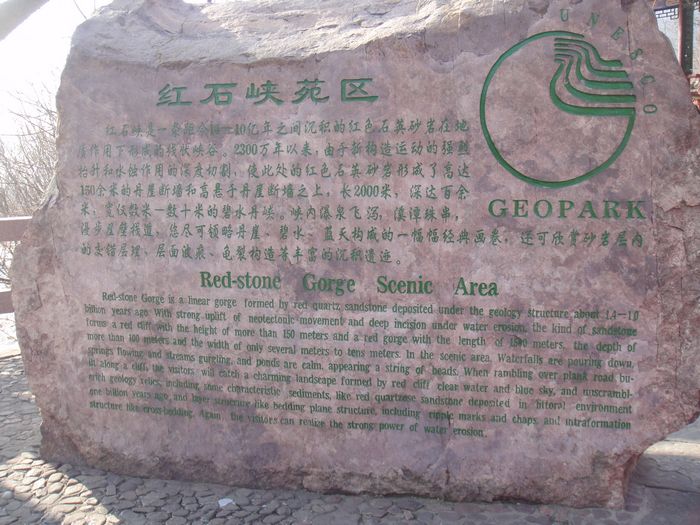 UNESCO
GEOPARK
红石峡苑区
红石峡是一条距今14—10亿年之间沉积的红色石英砂岩在地
质作用下形成的线状峡谷。2300万年以来,由于新构造运动的强烈
抬升和水蚀作用的深度切割,使此处的红色石英砂岩形成了高达
150余米的丹崖断墙和高悬于丹崖断墙之上,长2000米,深达百余
米,宽仅数米—数十米的碧水丹峡。峡内瀑泉飞泻,溪潭珠串,
漫步崖壁栈道,您尽可领略丹崖、碧水、蓝天构成的一幅幅经典画卷,还可欣赏砂岩层内
的交错层理、层面波痕、龟裂构造等丰富的沉积遗迹。
Red-stone Gorge Scenic Area
Red-stone Gorge is a linear gorge formed by red quartz sandstone deposited under the geology structure about 1.4—1.0
billion years ago. With strong uplift of neotectonic movement and deep incision under water erosion, the kind of sandstone
forms a red cliff with the height of more than 150 meters and a red gorge with the length of meters, the depth of
more than 100 meters and the width of only several meters to tens meters. In the scenic area, Waterfalls are pouring down,
springs flowing, and streams gurgling, and ponds are calm, appearing a string of beads. When rambling over plank road bu-
ilt along a cliff, the visitors will catch a charming landscape formed by red cliff clear water and blue sky, and unscrambl-
erich geology relics, including some characteristic sediments, like red quartzose sandstone deposited in littoral environment
one billion years ago, and layer structure like bedding plane structure, including ripple marks and chaps, and intraformation
structure like cross-bedding. Again the visitors can realize the strong power of water erosion.